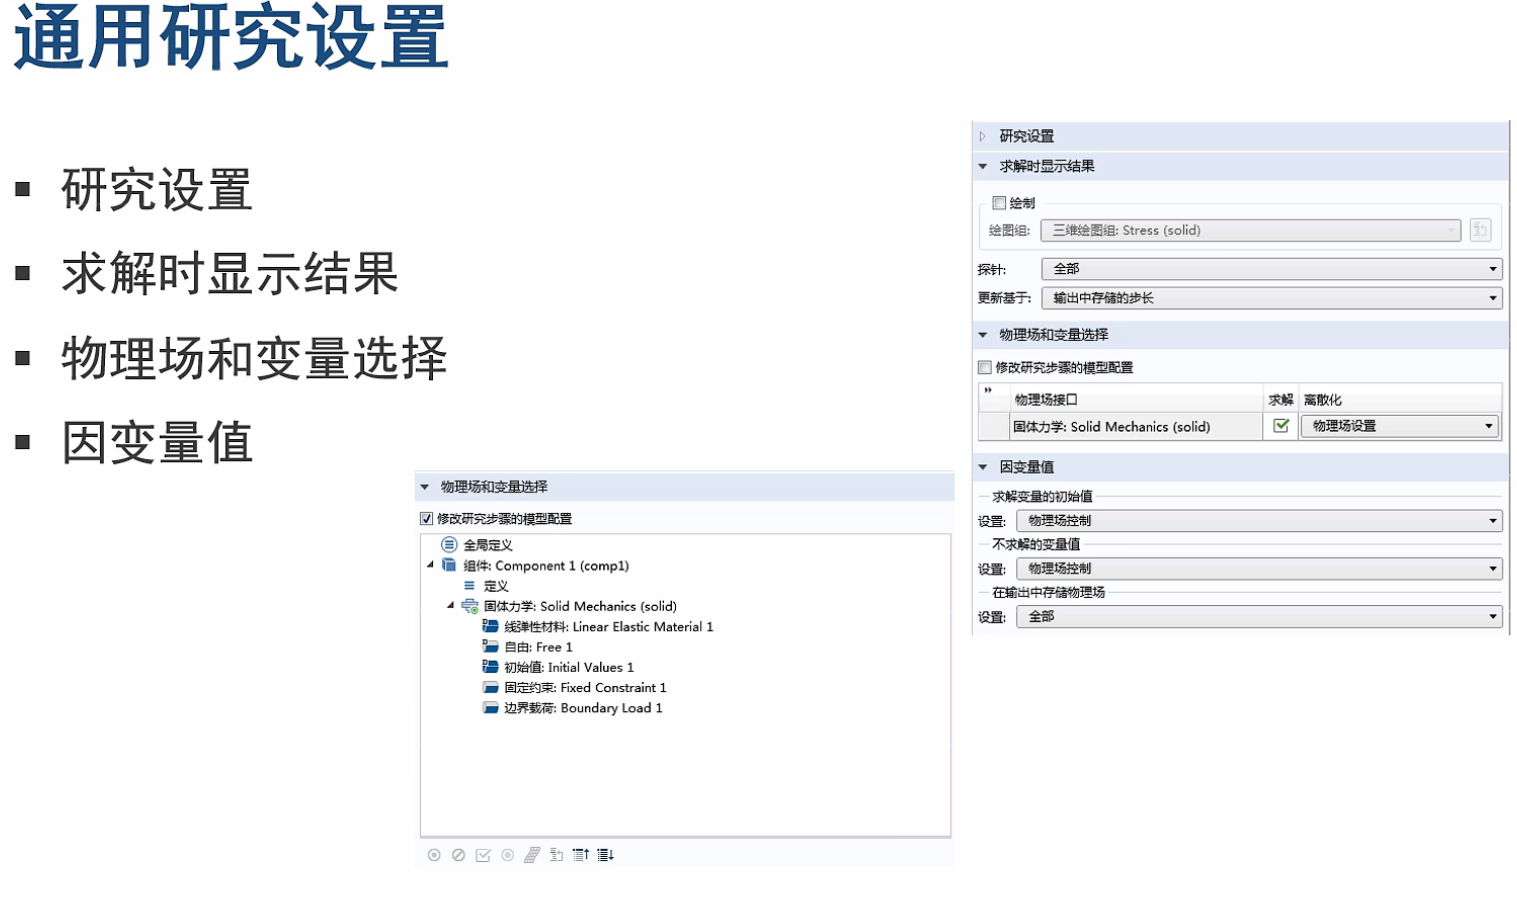 通用研究设置
研究设置
求解时显示结果
物理场和变量选择
因变量值
物理场和变量选择
修改研究步骤的模型配置
全局定义
组件: Component 1 (comp1)
定义
固体力学: Solid Mechanics (solid)
线弹性材料: Linear Elastic Material 1
自由: Free 1
初始值: Initial Values 1
固定约束: Fixed Constraint 1
边界载荷: Boundary Load 1
研究设置
求解时显示结果
绘制
绘图组: 三维绘图组: Stress (solid)
探针: 全部
更新基于: 输出中存储的步长
物理场和变量选择
修改研究步骤的模型配置
物理场接口 求解 离散化
固体力学: Solid Mechanics (solid) 物理场设置
因变量值
求解变量的初始值
设置: 物理场控制
不求解的变量值
设置: 物理场控制
在输出中存储物理场
设置: 全部